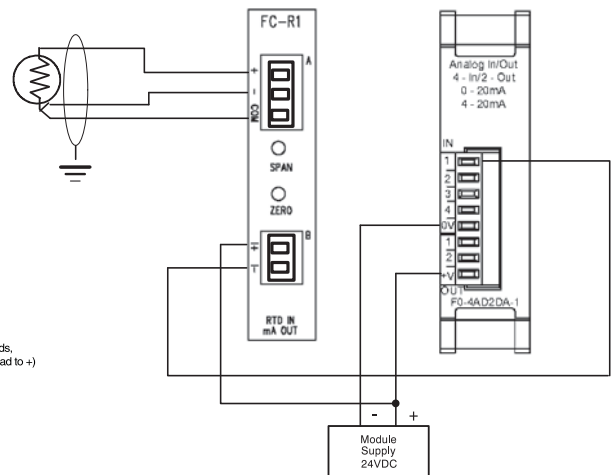 FC-R1
A
+
-
COM
SPAN
ZERO
B
+
-
RTD IN
mA OUT
ds,
ad to +)
Analog In/Out
4 - In/2 - Out
0 - 20mA
4 - 20mA
IN
1
2
3
4
0V
1
2
+V
OUT
F0-4AD2DA-1
- +
Module
Supply
24VDC